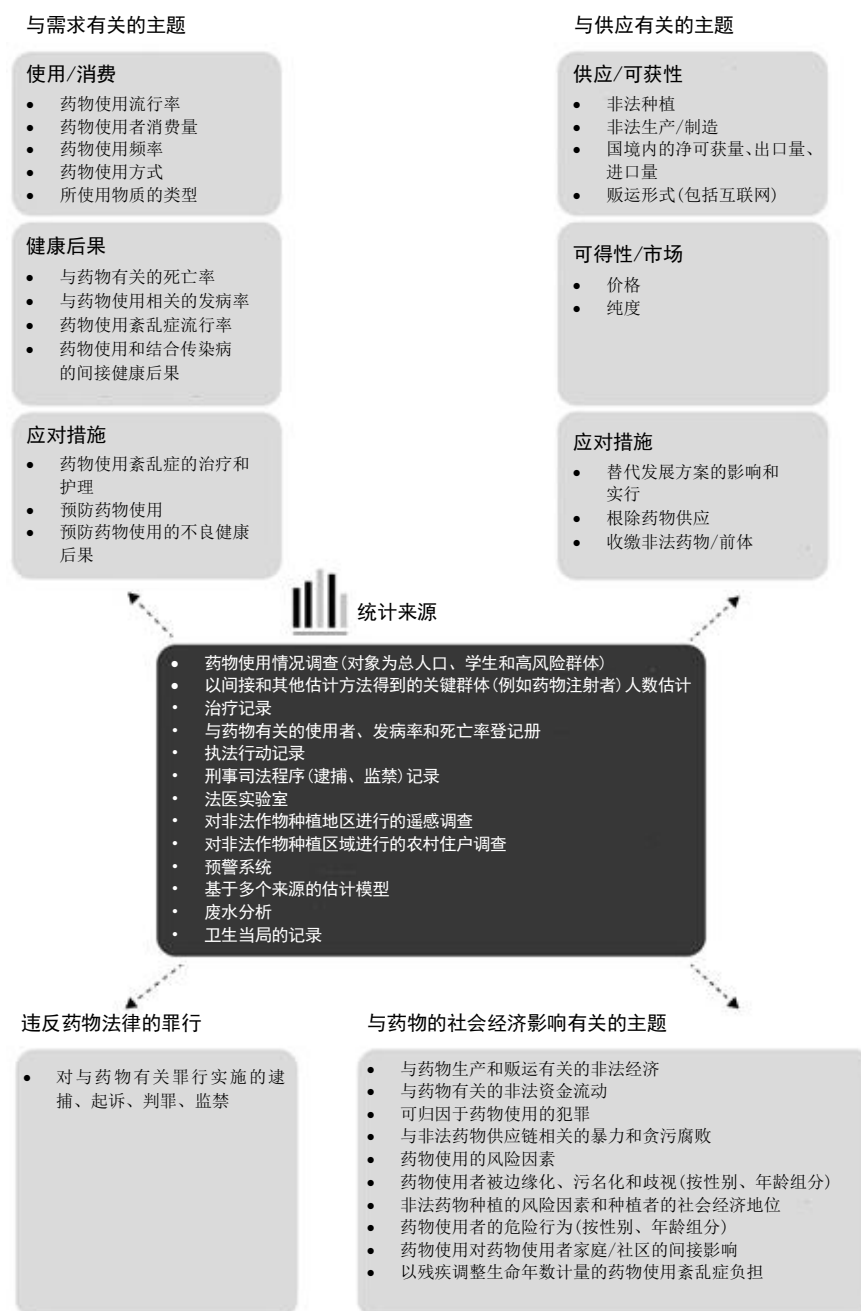 与需求有关的主题
使用/消费
• 药物使用流行率
• 药物使用者消费量
• 药物使用频率
• 药物使用方式
• 所使用物质的类型
健康后果
• 与药物有关的死亡率
• 与药物使用相关的发病率
• 药物使用紊乱症流行率
• 药物使用和结合传染病
的间接健康后果
应对措施
• 药物使用紊乱症的治疗和
护理
• 预防药物使用
• 预防药物使用的不良健康
后果
与供应有关的主题
供应/可获性
• 非法种植
• 非法生产/制造
• 国境内的净可获量、出口量、
进口量
• 贩运形式(包括互联网)
可得性/市场
• 价格
• 纯度
应对措施
• 替代发展方案的影响和
实行
• 根除药物供应
• 收缴非法药物/前体
统计来源
• 药物使用情况调查(对象为总人口、学生和高风险群体)
• 以间接和其他估计方法得到的关键群体(例如药物注射者)人数估计
• 治疗记录
• 与药物有关的使用者、发病率和死亡率登记册
• 执法行动记录
• 刑事司法程序(逮捕、监禁)记录
• 法医实验室
• 对非法作物种植地区进行的遥感调查
• 对非法作物种植区域进行的农村住户调查
• 预警系统
• 基于多个来源的估计模型
• 废水分析
• 卫生当局的记录
违反药物法律的罪行
• 对与药物有关罪行实施的逮
捕、起诉、判罪、监禁
与药物的社会经济影响有关的主题
• 与药物生产和贩运有关的非法经济
• 与药物有关的非法资金流动
• 可归因于药物使用的犯罪
• 与非法药物供应链相关的暴力和贪污腐败
• 药物使用的风险因素
• 药物使用者被边缘化、污名化和歧视(按性别、年龄组分)
• 非法药物种植的风险因素和种植者的社会经济地位
• 药物使用者的危险行为(按性别、年龄组分)
• 药物使用对药物使用者家庭/社区的间接影响
• 以残疾调整生命年数计量的药物使用紊乱症负担